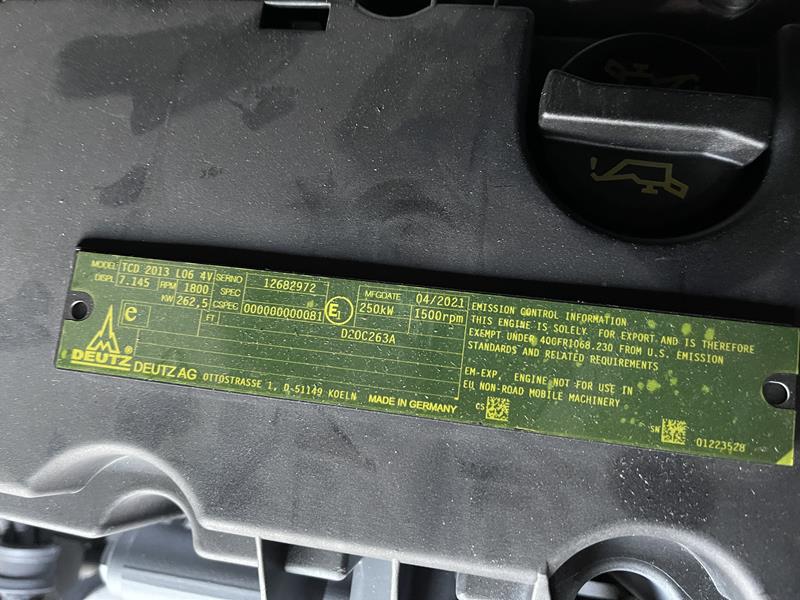 MODEL TCD 2013 L06 4V SERNO 12682972
DISPL 7.145 RPM 1800 SPEC
KW 262,5 CSPEC 000000000081
FT
E1
MFGDATE 04/2021
250kW 1500rpm
D20C263A
e
DEUTZ
DEUTZ AG
OTTOSTRASSE 1, D-51149 KOELN
MADE IN GERMANY
EMISSION CONTROL INFORMATION
THIS ENGINE IS SOLELY FOR EXPORT AND IS THEREFORE
EXEMPT UNDER 40CFR1068.230 FROM U.S. EMISSION
STANDARDS AND RELATED REQUIREMENTS
EM-EXP, ENGINE NOT FOR USE IN
EU NON-ROAD MOBILE MACHINERY
CS
SN
01223528